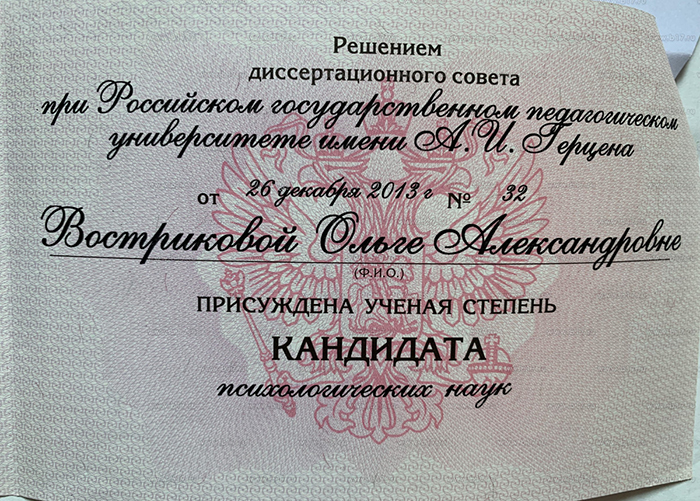 Решением
диссертационного совета
при Российском государственном педагогическом
университете имени А. И. Герцена
от 26 декабря 2013 г № 32
Востриковой Ольге Александровне
(Ф.И.О.)
ПРИСУЖДЕНА УЧЕНАЯ СТЕПЕНЬ
КАНДИДАТА
психологических наук